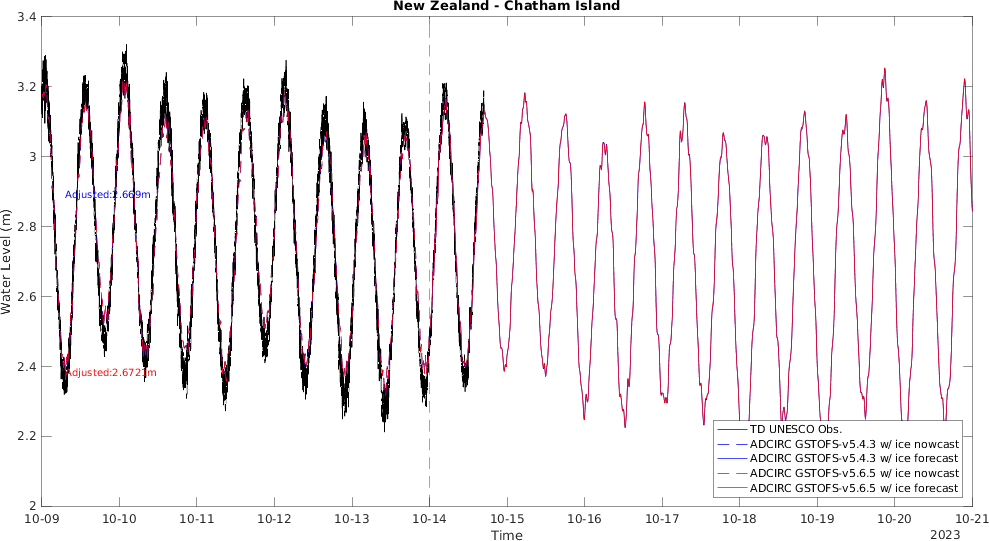 New Zealand - Chatham Island
3.4
3.2
3
2.8
2.6
2.4
2.2
2
Water Level (m)
Adjusted:2.669m
Adjusted:2.6721m
TD UNESCO Obs.
ADCIRC GSTOFS-v5.4.3 w/ ice nowcast
ADCIRC GSTOFS-v5.4.3 w/ ice forecast
ADCIRC GSTOFS-v5.6.5 w/ ice nowcast
ADCIRC GSTOFS-v5.6.5 w/ ice forecast
10-09 10-10 10-11 10-12 10-13 10-14 10-15 10-16 10-17 10-18 10-19 10-20 10-21
Time
2023